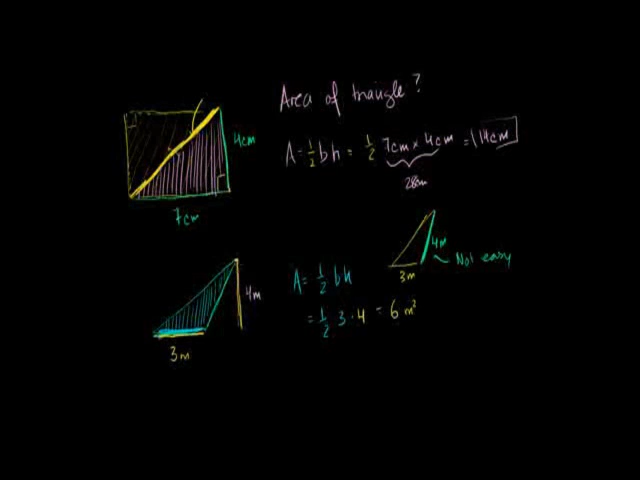 Area of triangle?
4cm
A = 1/2 bh = 1/2 7cm × 4cm = 14cm
28m
7cm
4m
Not easy
3m
A = 1/2 bh
4m
= 1/2 3 · 4 = 6 m²
3m